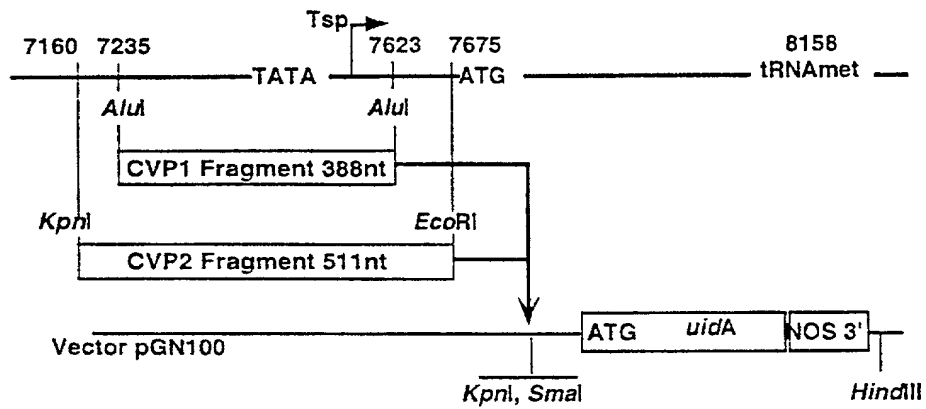 Tsp
7160 7235 7623 7675 8158
TATA ATG tRNAmet
AluI AluI
CVP1 Fragment 388nt
KpnI EcoRI
CVP2 Fragment 511nt
ATG uidA NOS 3'
Vector pGN100
KpnI, SmaI HindIII